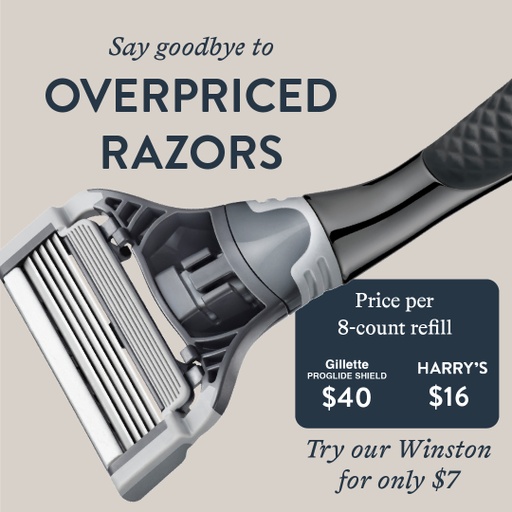 Say goodbye to
OVERPRICED
RAZORS
Price per
8-count refill
Gillette HARRY'S
PROGLIDE SHIELD
$40 $16
Try our Winston
for only $7